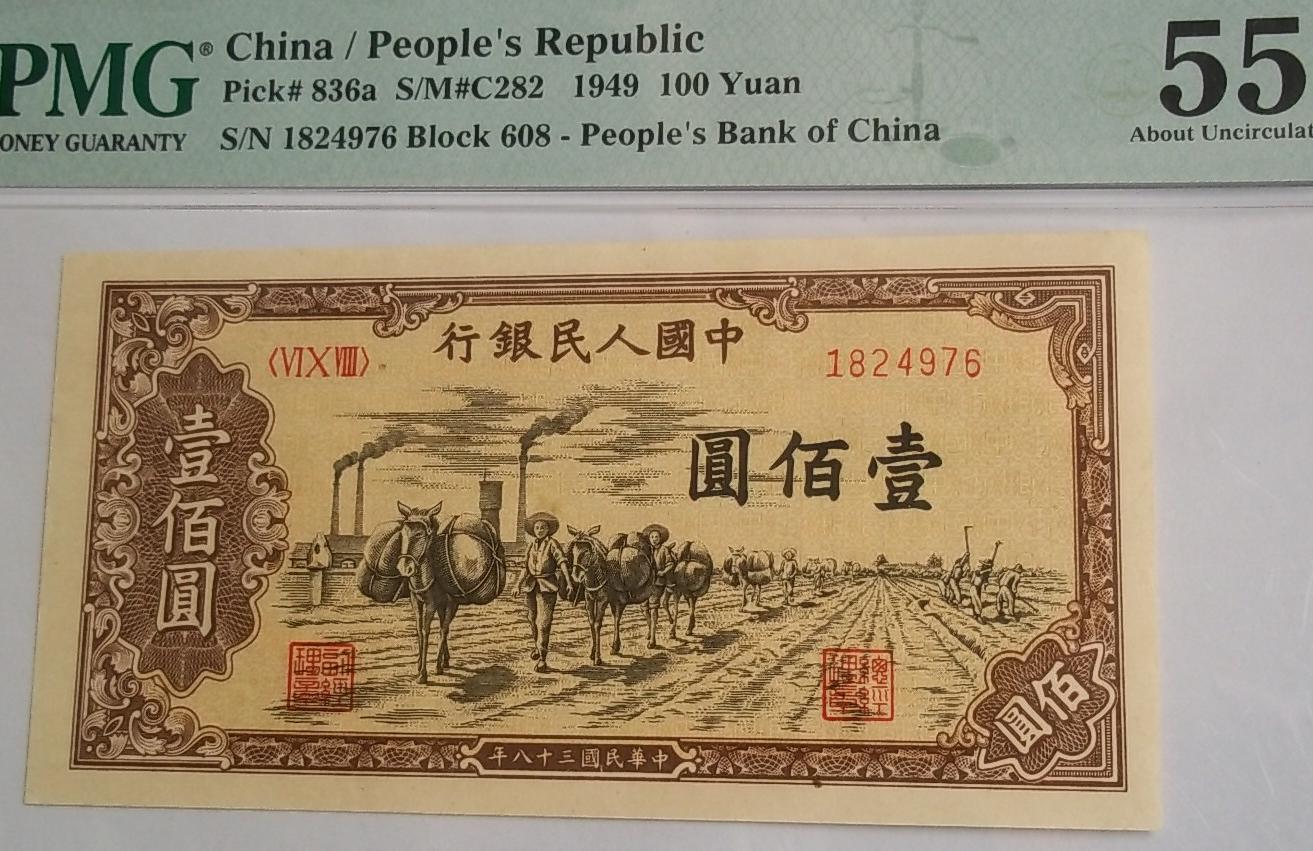 PMG® China / People's Republic
Pick# 836a S/M#C282 1949 100 Yuan
ONEY GUARANTY
S/N 1824976 Block 608 - People's Bank of China
55
About Uncirculat
行銀民人國中
〈VIXVIII〉
1824976
圓佰壹
壹佰圓
佰圓
年八十三國民華中